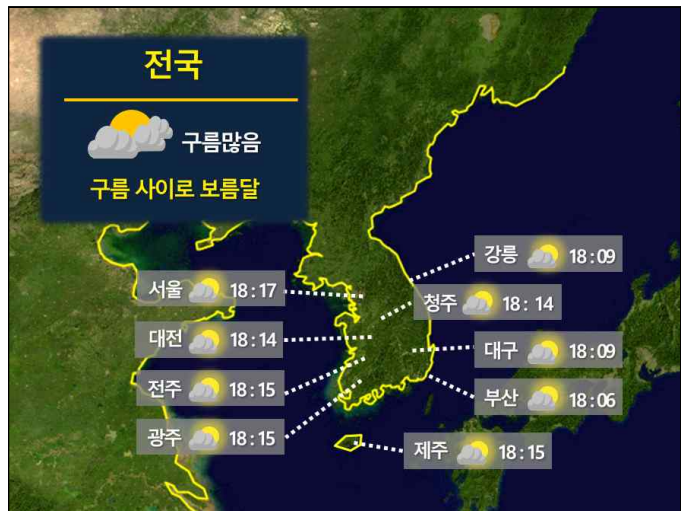 전국
구름많음
구름 사이로 보름달
강릉 18:09
서울 18:17
청주 18:14
대전 18:14
대구 18:09
전주 18:15
부산 18:06
광주 18:15
제주 18:15